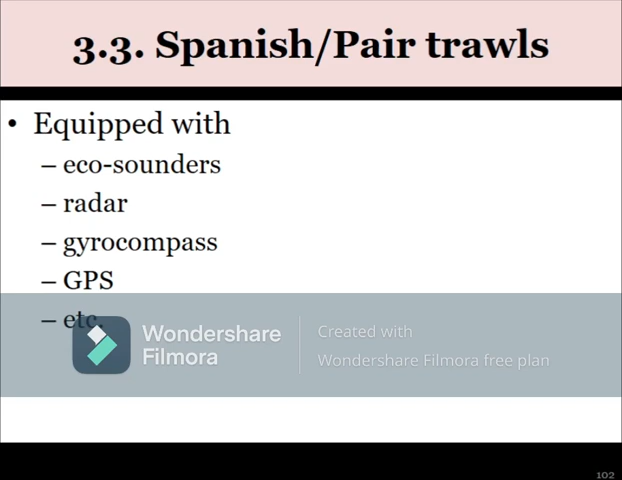 3.3. Spanish/Pair trawls
• Equipped with
– eco-sounders
– radar
– gyrocompass
– GPS
– etc.
Wondershare
Filmora
Created with
Wondershare Filmora free plan
102